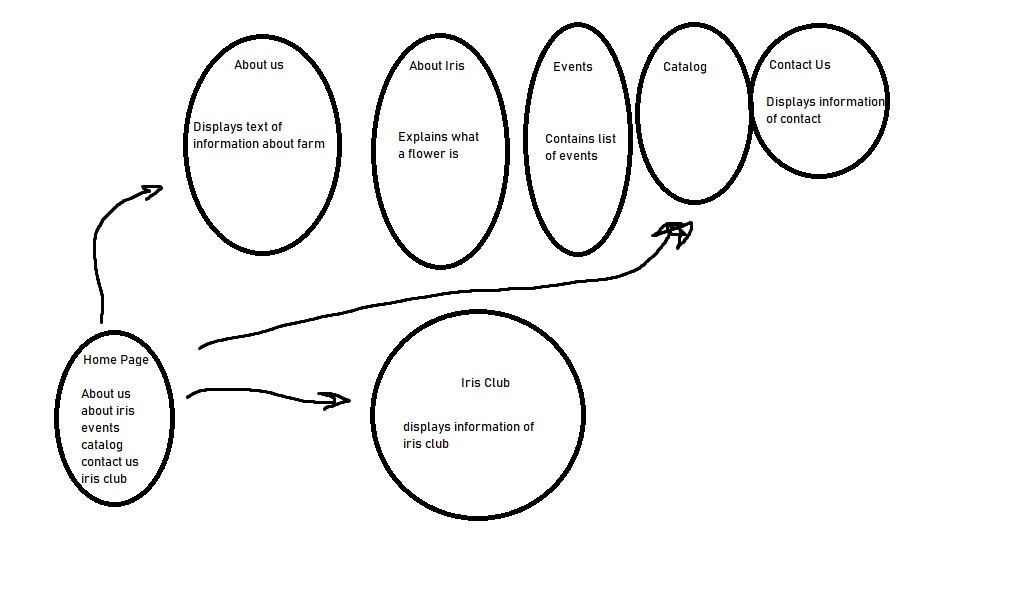 About us
Displays text of
information about farm
About Iris
Explains what
a flower is
Events
Contains list
of events
Catalog
Contact Us
Displays information
of contact
Home Page
About us
about iris
events
catalog
contact us
iris club
Iris Club
displays information of
iris club